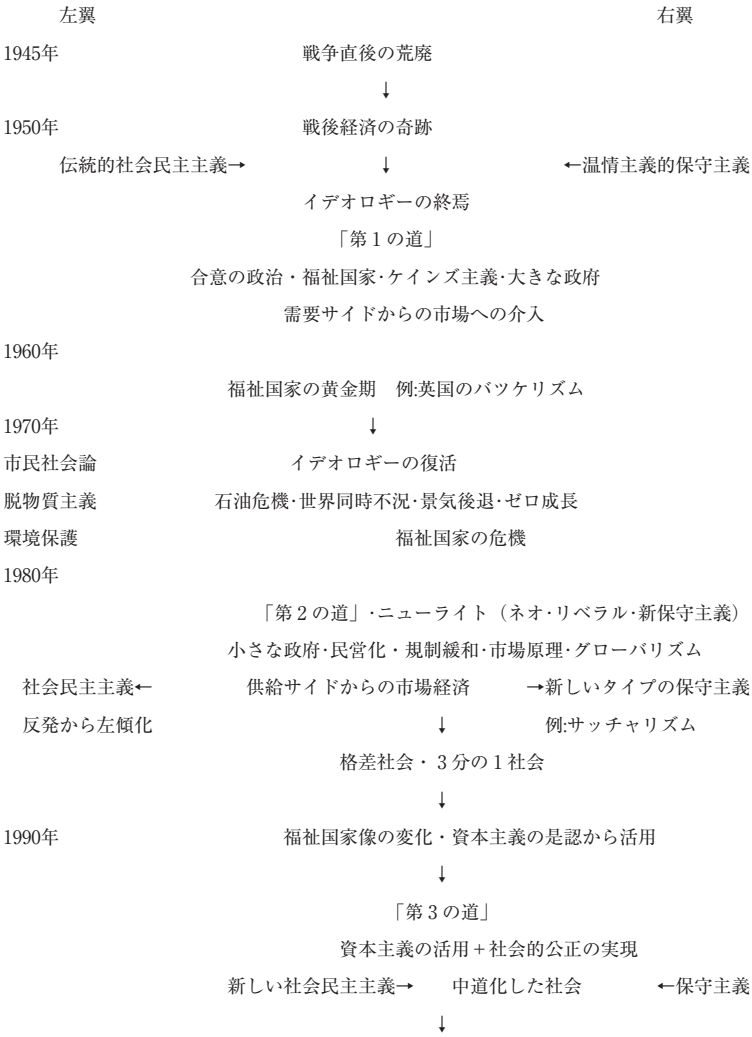 左翼 右翼
1945年 戦争直後の荒廃
↓
1950年 戦後経済の奇跡
伝統的社会民主主義→ ↓ ←温情主義的保守主義
イデオロギーの終焉
「第1の道」
合意の政治・福祉国家･ケインズ主義･大きな政府
需要サイドからの市場への介入
1960年
福祉国家の黄金期 例:英国のバツケリズム
1970年 ↓
市民社会論 イデオロギーの復活
脱物質主義 石油危機･世界同時不況･景気後退･ゼロ成長
環境保護 福祉国家の危機
1980年
「第2の道」･ニューライト（ネオ･リベラル･新保守主義）
小さな政府･民営化・規制緩和･市場原理･グローバリズム
社会民主主義← 供給サイドからの市場経済 →新しいタイプの保守主義
反発から左傾化 ↓ 例:サッチャリズム
格差社会・3分の1社会
↓
1990年 福祉国家像の変化・資本主義の是認から活用
↓
「第3の道」
資本主義の活用+社会的公正の実現
新しい社会民主主義→ 中道化した社会 ←保守主義
↓